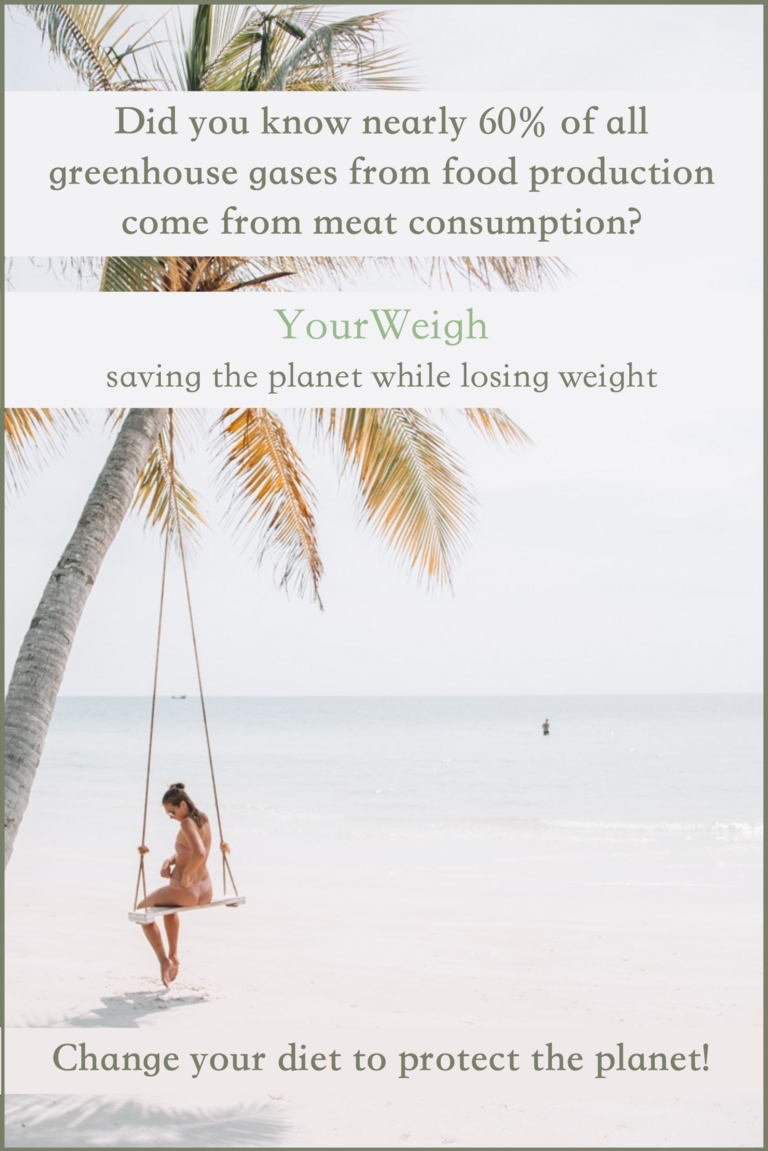 Did you know nearly 60% of all
greenhouse gases from food production
come from meat consumption?
YourWeigh
saving the planet while losing weight
Change your diet to protect the planet!